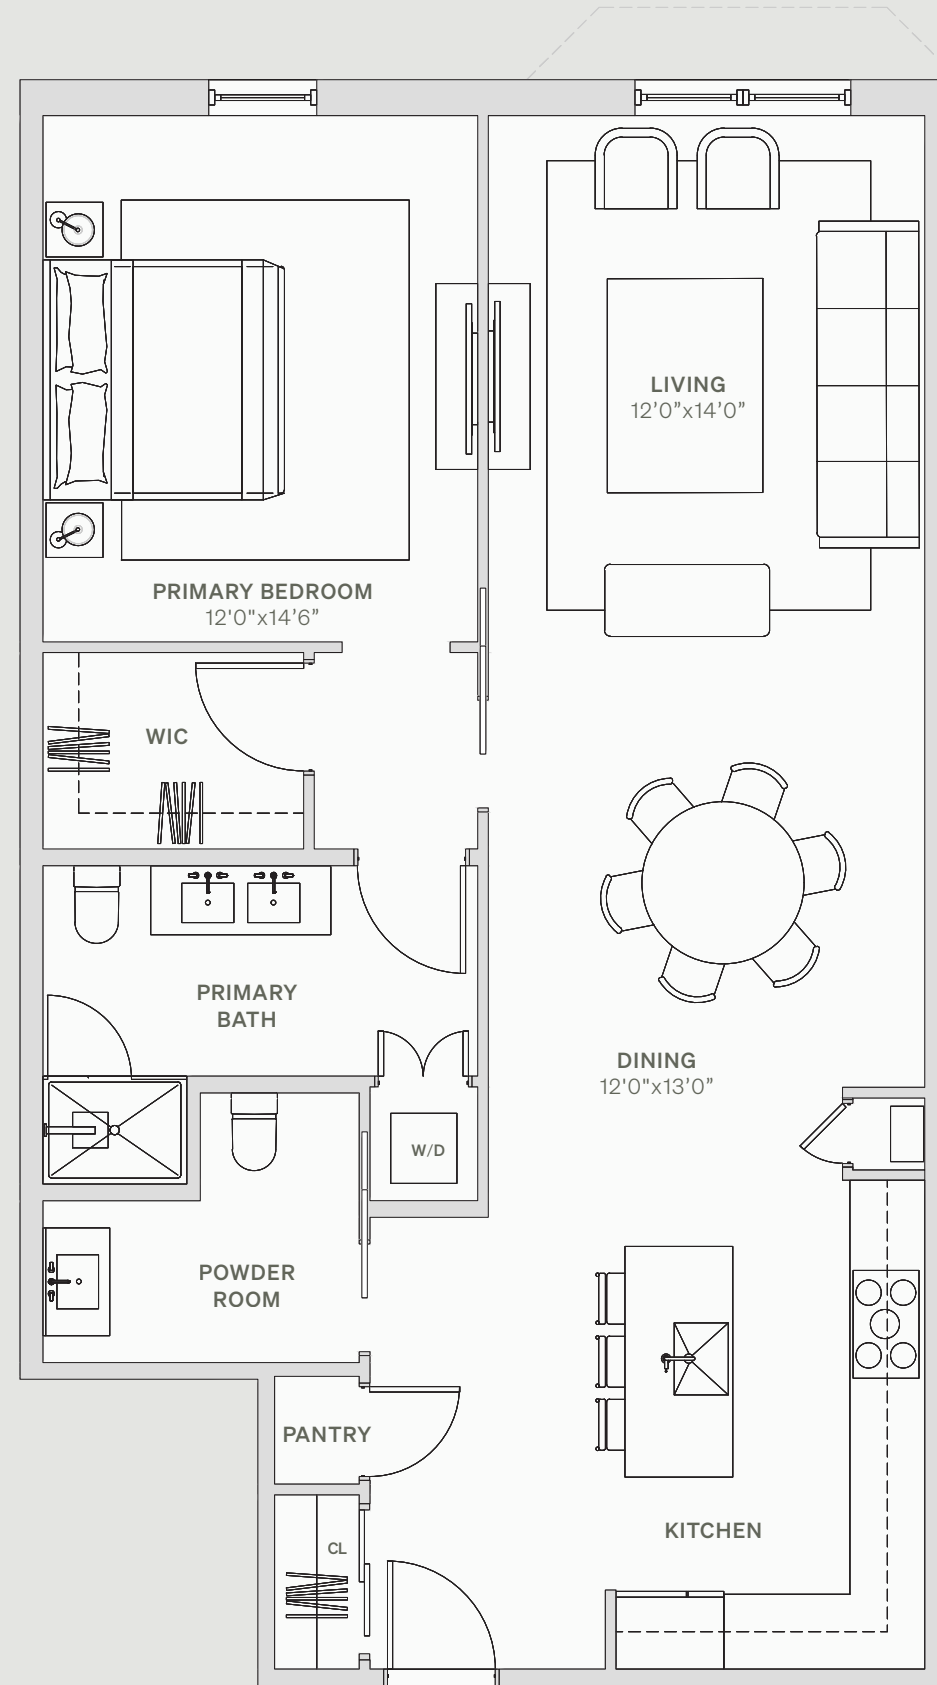 LIVING
12’0”x14’0”
PRIMARY BEDROOM
12'0"x14’6”
WIC
PRIMARY
BATH
DINING
12'0"x13’0”
W/D
POWDER
ROOM
PANTRY
KITCHEN
CL